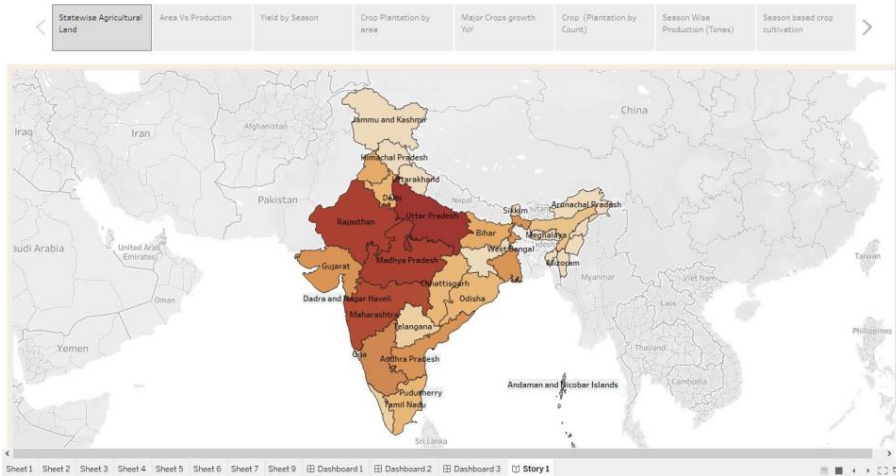 Statewise Agricultural
Land
Area Vs Production
Yield by Season
Crop Plantation by
area
Major Crops growth
YoY
Crop (Plantation by
Count)
Season Wise
Production (Tones)
Season based crop
cultivation
China
Jammu and Kashmir
Iraq
Iran
Afghanistan
Himachal Pradesh
Uttarakhand
Pakistan
Delhi
Nepal
Sikkim
Arunachal Pradesh
Rajasthan
Uttar Pradesh
Bihar
Meghalaya
audi Arabia
United Arab
Emirates
West Bengal
Taiwan
Madhya Pradesh
Gujarat
Mizoram
Myanmar
Viet Nam
Chhattisgarh
Oman
Dadra and Nagar Haveli
Odisha
Laos
Maharashtra
Telangana
Philippines
Yemen
Thailand
Goa
Andhra Pradesh
Cambodia
Andaman and Nicobar Islands
Puducherry
Tamil Nadu
Sri Lanka
Sheet 1 Sheet 2 Sheet 3 Sheet 4 Sheet 5 Sheet 6 Sheet 7 Sheet 9 Dashboard 1 Dashboard 2 Dashboard 3 Story 1